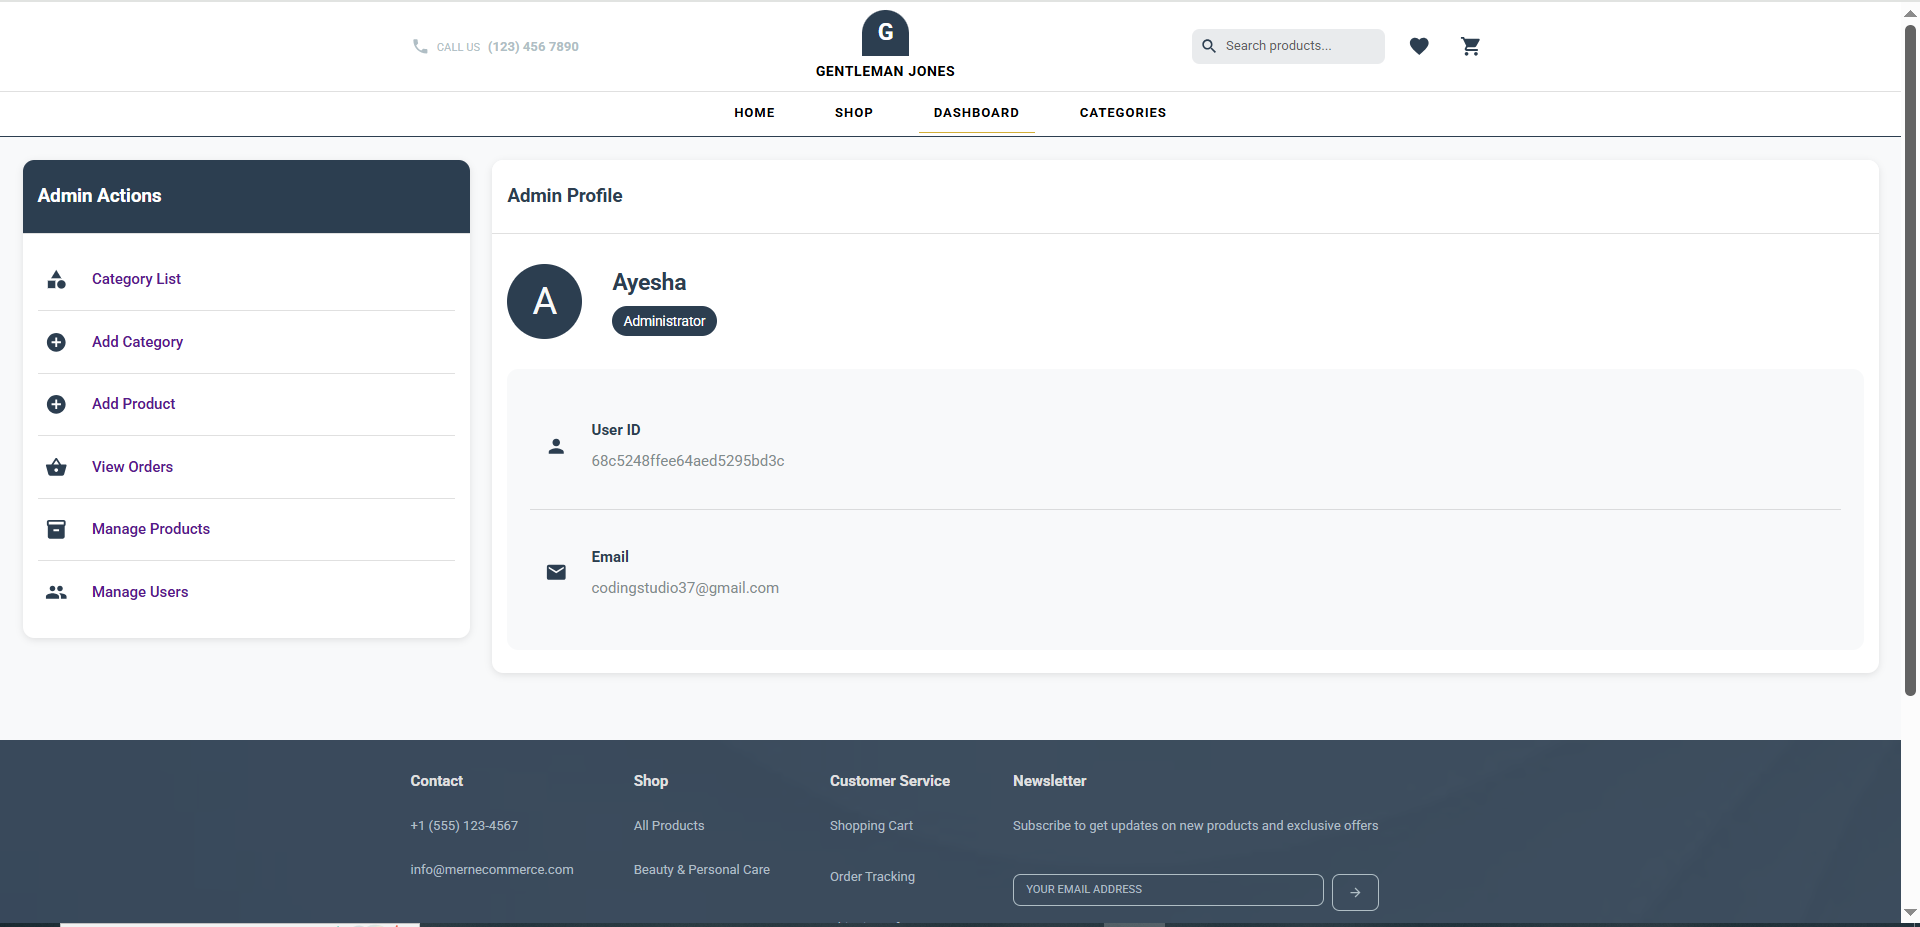 CALL US (123) 456 7890
G
GENTLEMAN JONES
Search products...
HOME SHOP DASHBOARD CATEGORIES
Admin Actions
Category List
Add Category
Add Product
View Orders
Manage Products
Manage Users
Admin Profile
A
Ayesha
Administrator
User ID
68c5248ffee64aed5295bd3c
Email
codingstudio37@gmail.com
Contact
+1 (555) 123-4567
info@mernecommerce.com
Shop
All Products
Beauty & Personal Care
Customer Service
Shopping Cart
Order Tracking
Newsletter
Subscribe to get updates on new products and exclusive offers
YOUR EMAIL ADDRESS